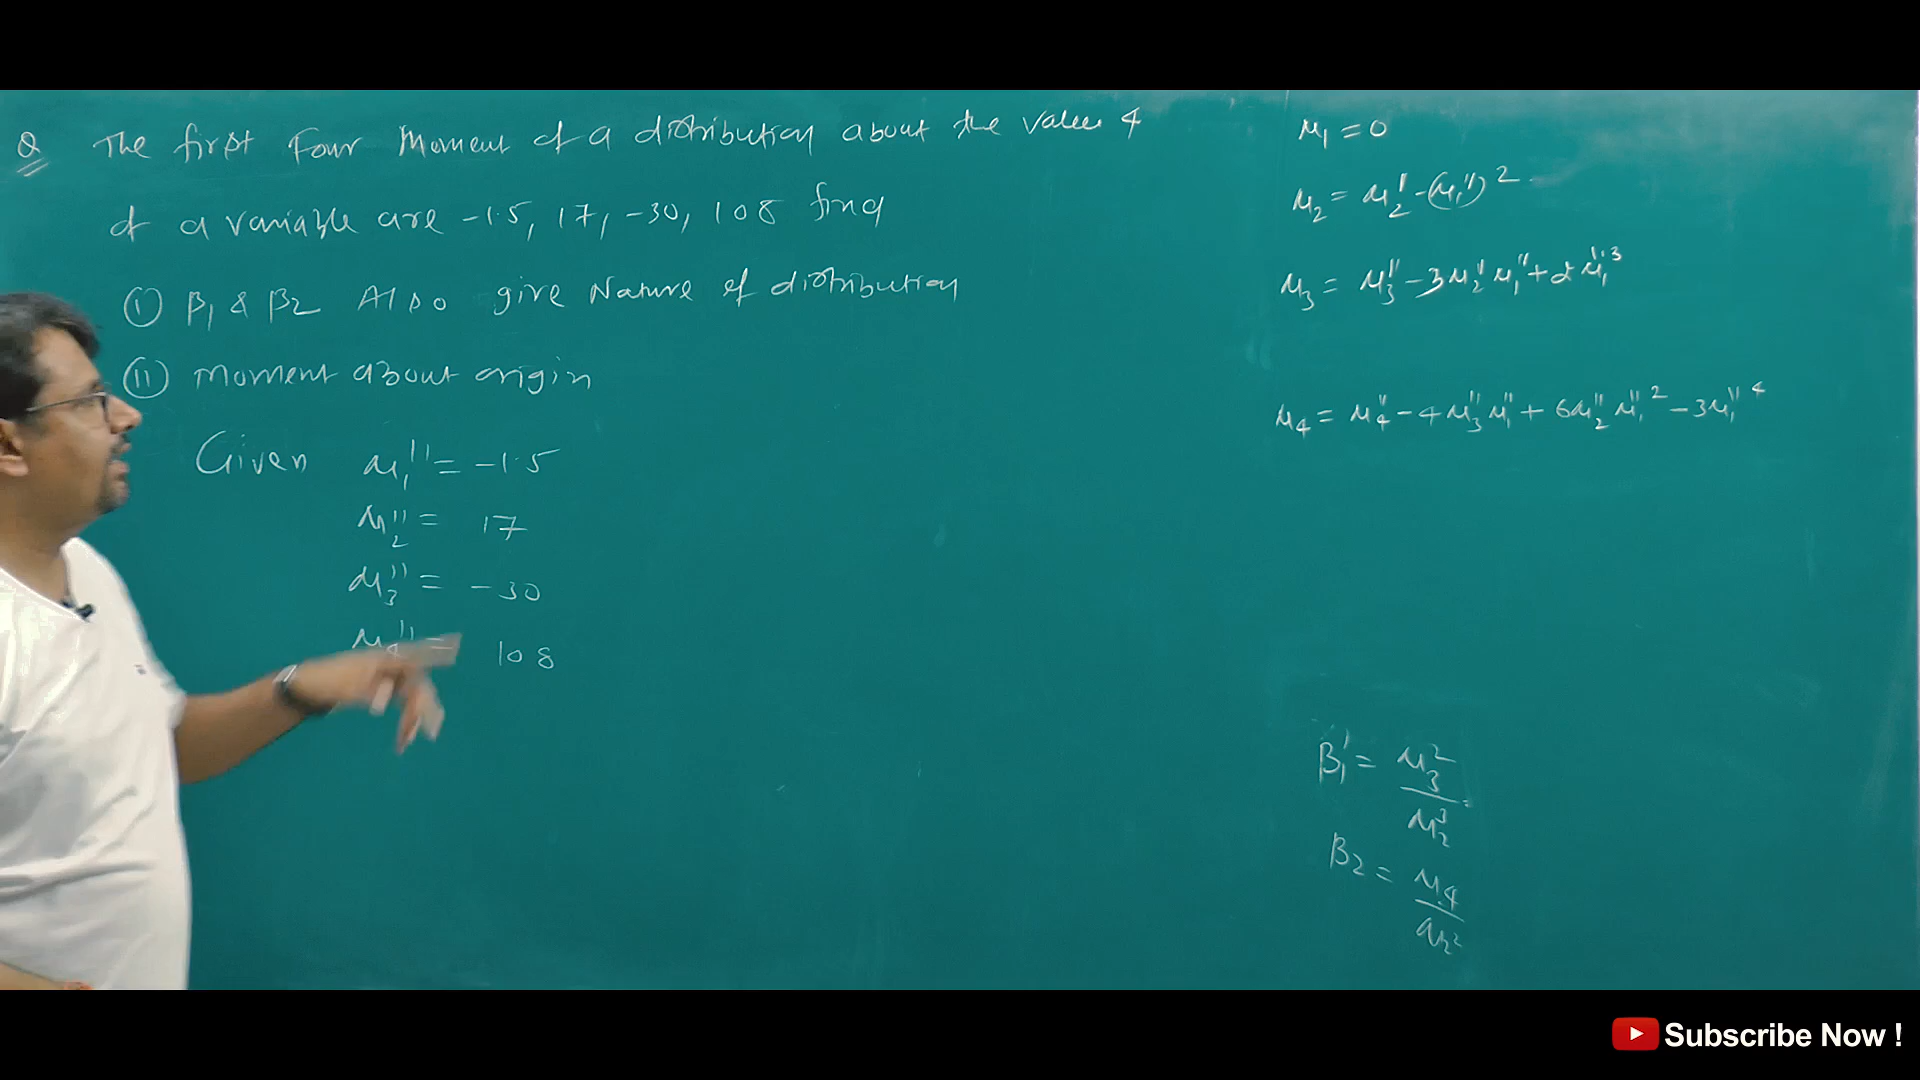 Q The first Four Moment of a distribution about the value 4
of a variable are -1.5, 17, -30, 108 find
(i) β₁ & β₂ Also give Nature of distribution
(ii) Moment about origin
Given μ₁'' = -1.5
μ₂'' = 17
μ₃'' = -30
μ₄'' = 108
μ₁ = 0
μ₂ = μ₂'' - (μ₁'')²
μ₃ = μ₃'' - 3μ₂'' μ₁'' + 2μ₁''³
μ₄ = μ₄'' - 4μ₃'' μ₁'' + 6μ₂'' μ₁''² - 3μ₁''⁴
β₁' = μ₃² / μ₂³ =
β₂ = μ₄ / μ₂²
Subscribe Now !